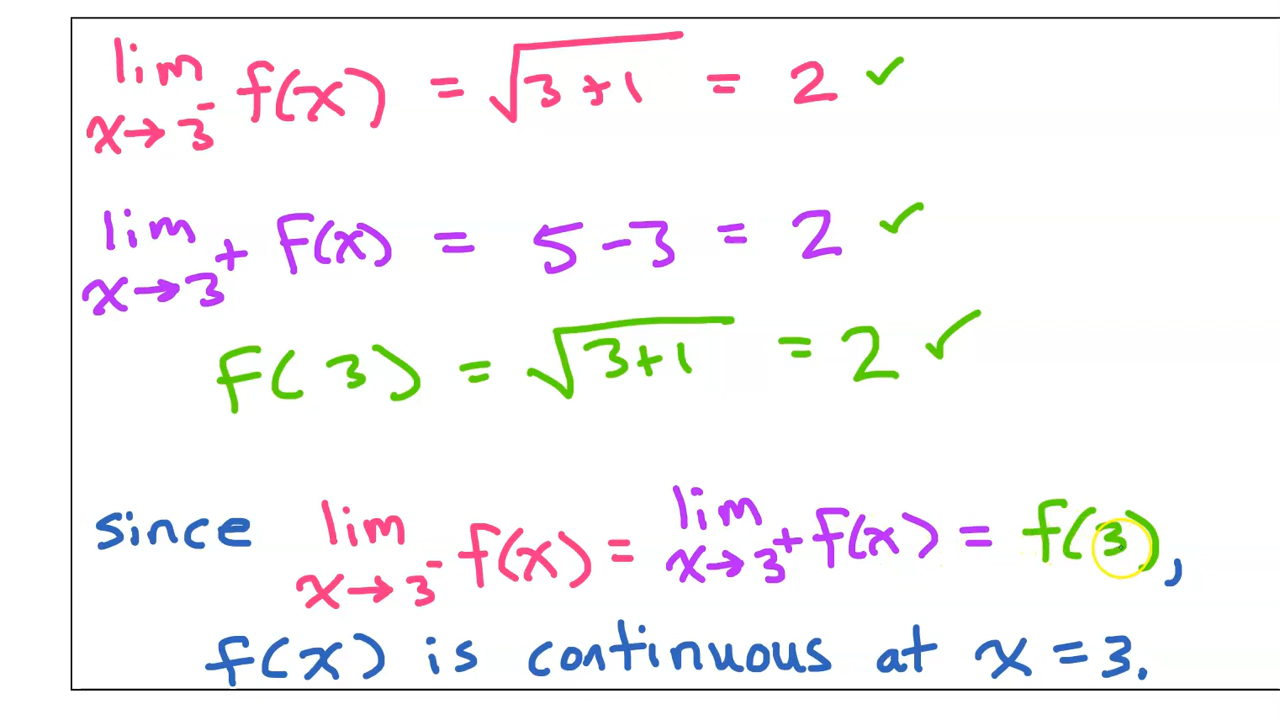 lim x→3⁻ f(x) = √(3+1) = 2 ✓
lim x→3⁺ f(x) = 5-3 = 2 ✓
f(3) = √(3+1) = 2 ✓
since lim x→3⁻ f(x) = lim x→3⁺ f(x) = f(3),
f(x) is continuous at x=3.